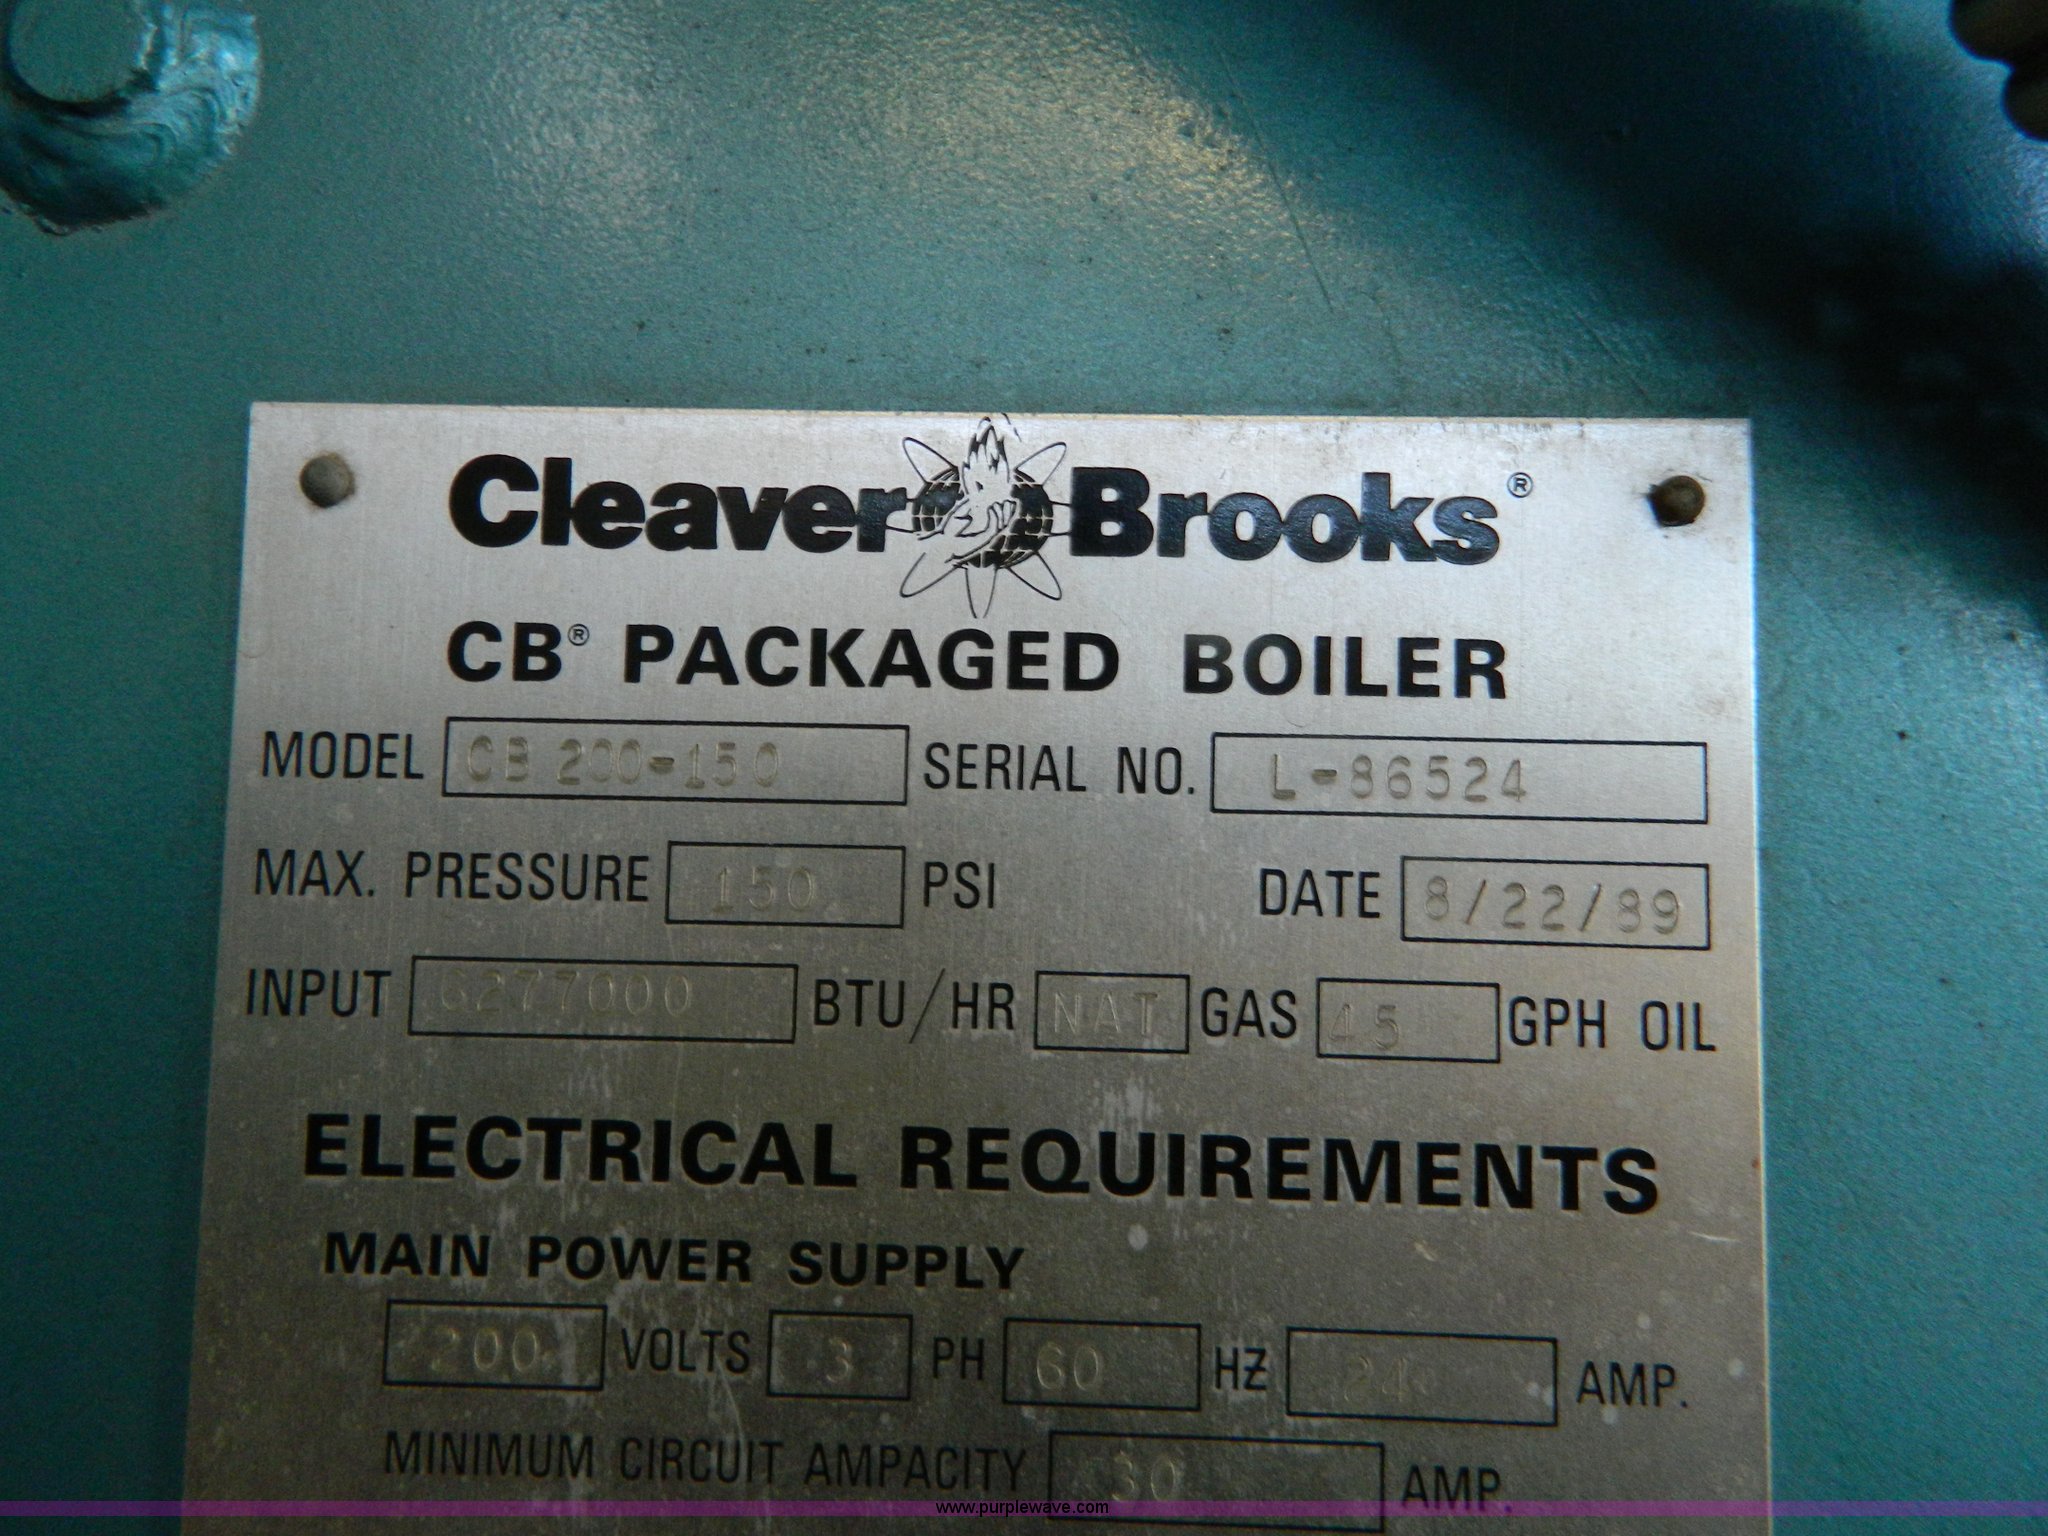 Cleaver Brooks®
CB® PACKAGED BOILER
MODEL CB 200-150 SERIAL NO. L-86524
MAX. PRESSURE 150 PSI DATE 8/22/89
INPUT 6277000 BTU/HR NAT GAS 45 GPH OIL
ELECTRICAL REQUIREMENTS
MAIN POWER SUPPLY
200 VOLTS 3 PH 60 HZ 24 AMP.
MINIMUM CIRCUIT AMPACITY 30 AMP.
www.purplewave.com